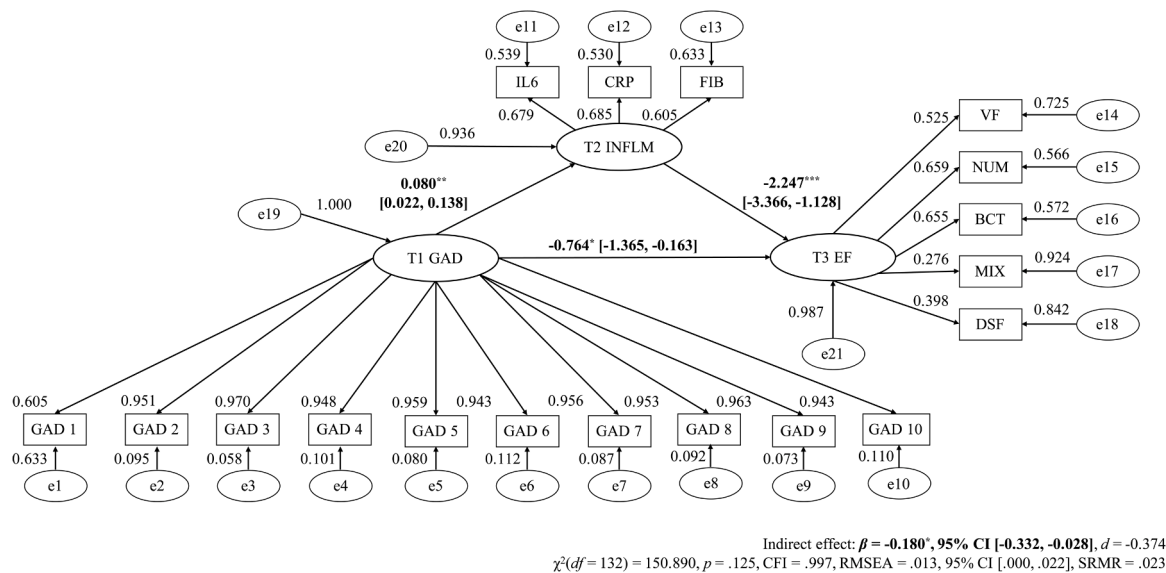 e11 e12 e13
0.539 0.530 0.633
IL6 CRP FIB
0.679 0.685 0.605
e20 0.936 T2 INFLM
0.525 VF 0.725 e14
0.659 NUM 0.566 e15
0.655 BCT 0.572 e16
0.276 MIX 0.924 e17
0.398 DSF 0.842 e18
0.080**
[0.022, 0.138]
-2.247***
[-3.366, -1.128]
e19 1.000
T1 GAD -0.764* [-1.365, -0.163] T3 EF
0.987
e21
0.605 0.951 0.970 0.948 0.959 0.943 0.956 0.953 0.963 0.943
GAD 1 GAD 2 GAD 3 GAD 4 GAD 5 GAD 6 GAD 7 GAD 8 GAD 9 GAD 10
0.633 0.095 0.058 0.101 0.080 0.112 0.087 0.092 0.073 0.110
e1 e2 e3 e4 e5 e6 e7 e8 e9 e10
Indirect effect: β = -0.180*, 95% CI [-0.332, -0.028], d = -0.374
χ²(df = 132) = 150.890, p = .125, CFI = .997, RMSEA = .013, 95% CI [.000, .022], SRMR = .023